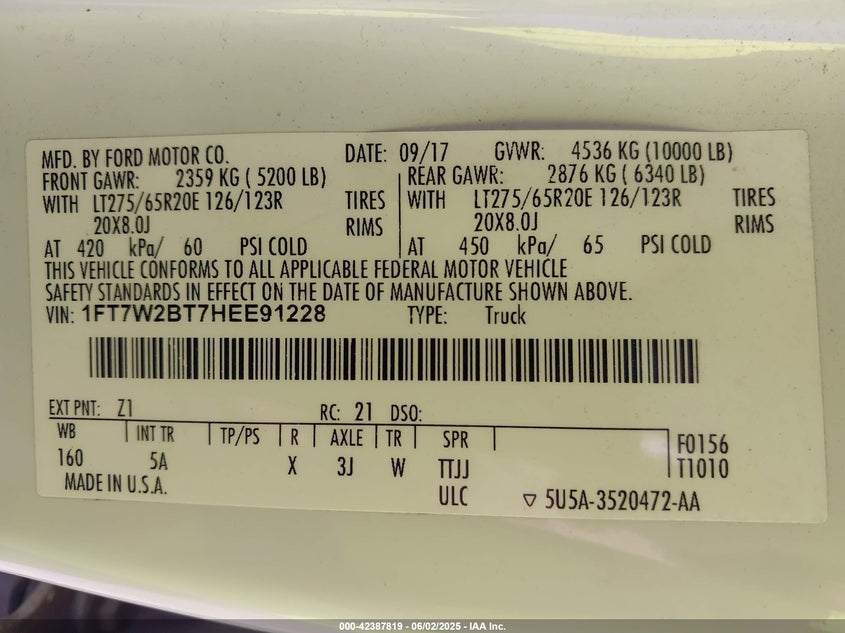 MFD. BY FORD MOTOR CO. DATE: 09/17 GVWR: 4536 KG (10000 LB)
FRONT GAWR: 2359 KG ( 5200 LB) REAR GAWR: 2876 KG ( 6340 LB)
WITH LT275/65R20E 126/123R TIRES WITH LT275/65R20E 126/123R TIRES
20X8.0J RIMS 20X8.0J RIMS
AT 420 kPa/ 60 PSI COLD AT 450 kPa/ 65 PSI COLD
THIS VEHICLE CONFORMS TO ALL APPLICABLE FEDERAL MOTOR VEHICLE
SAFETY STANDARDS IN EFFECT ON THE DATE OF MANUFACTURE SHOWN ABOVE.
VIN: 1FT7W2BT7HEE91228 TYPE: Truck
EXT PNT: Z1 RC: 21 DSO:
WB INT TR TP/PS R AXLE TR SPR F0156
160 5A X 3J W TTJJ T1010
MADE IN U.S.A. ULC ▽ 5U5A-3520472-AA
000-42387819 - 06/02/2025 - IAA Inc.